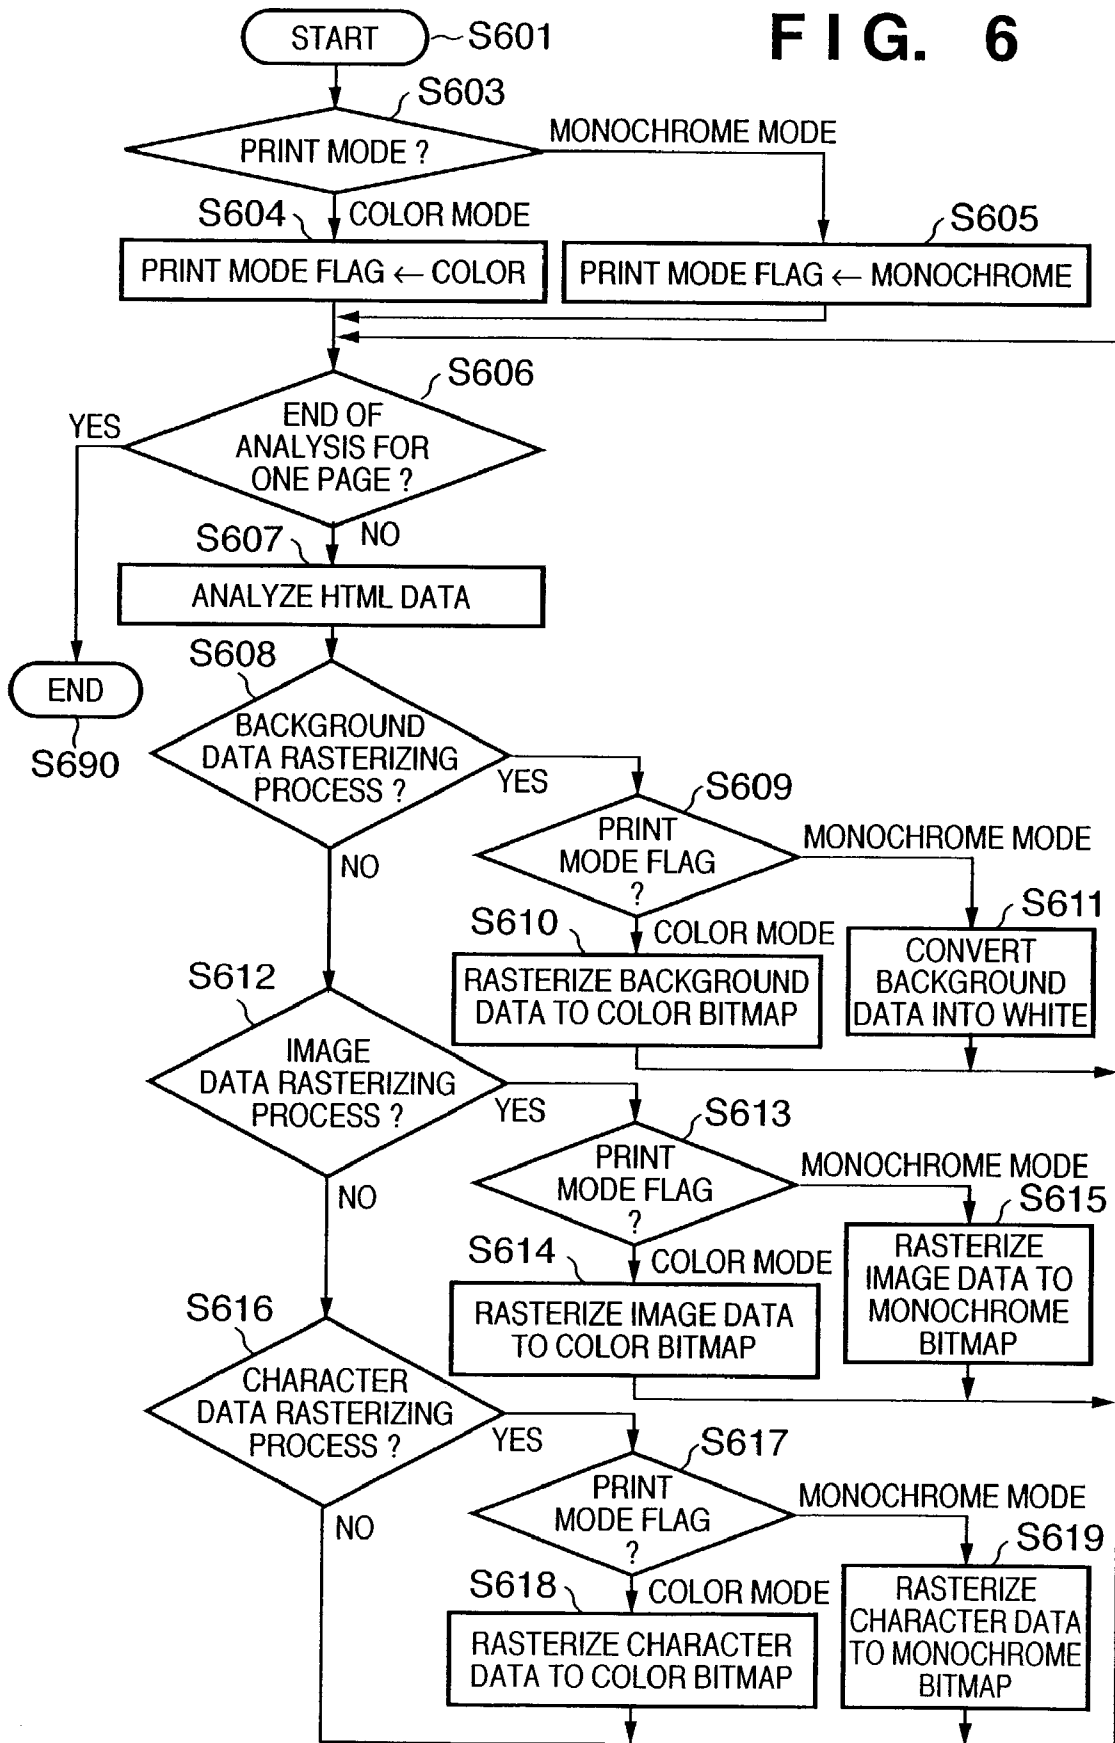 FIG. 6
START
S601
S603
PRINT MODE ?
MONOCHROME MODE
S604
COLOR MODE
S605
PRINT MODE FLAG ← COLOR
PRINT MODE FLAG ← MONOCHROME
S606
YES
END OF
ANALYSIS FOR
ONE PAGE ?
NO
S607
ANALYZE HTML DATA
S608
END
S690
BACKGROUND
DATA RASTERIZING
PROCESS ?
YES
NO
S609
PRINT
MODE FLAG
?
MONOCHROME MODE
S610
COLOR MODE
S611
RASTERIZE BACKGROUND
DATA TO COLOR BITMAP
CONVERT
BACKGROUND
DATA INTO WHITE
S612
IMAGE
DATA RASTERIZING
PROCESS ?
YES
NO
S613
PRINT
MODE FLAG
?
MONOCHROME MODE
S614
COLOR MODE
S615
RASTERIZE IMAGE DATA
TO COLOR BITMAP
RASTERIZE
IMAGE DATA TO
MONOCHROME
BITMAP
S616
CHARACTER
DATA RASTERIZING
PROCESS ?
YES
NO
S617
PRINT
MODE FLAG
?
MONOCHROME MODE
S618
COLOR MODE
S619
RASTERIZE CHARACTER
DATA TO COLOR BITMAP
RASTERIZE
CHARACTER DATA
TO MONOCHROME
BITMAP